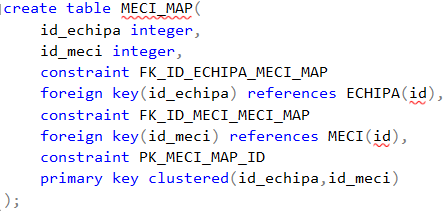 create table MECI_MAP(
id_echipa integer,
id_meci integer,
constraint FK_ID_ECHIPA_MECI_MAP
foreign key(id_echipa) references ECHIPA(id),
constraint FK_ID_MECI_MECI_MAP
foreign key(id_meci) references MECI(id),
constraint PK_MECI_MAP_ID
primary key clustered(id_echipa,id_meci)
);